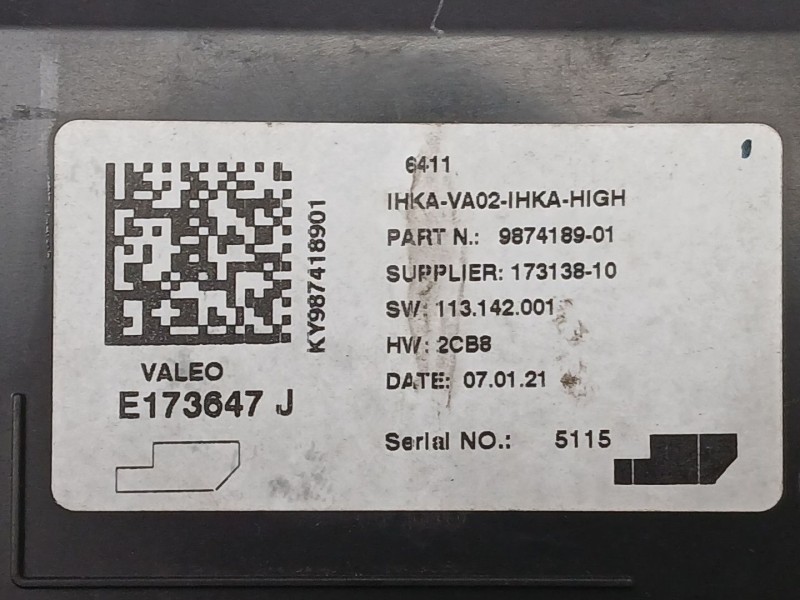 6411
IHKA-VA02-IHKA-HIGH
PART N.: 9874189-01
SUPPLIER: 173138-10
SW: 113.142.001
HW: 2CB8
DATE: 07.01.21
Serial NO.: 5115
KY987418901
VALEO
E173647 J